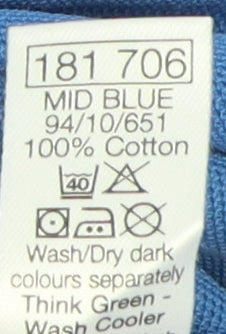 181 706
MID BLUE
94/10/651
100% Cotton
40
Wash/Dry dark
colours separately
Think Green -
Wash Cooler